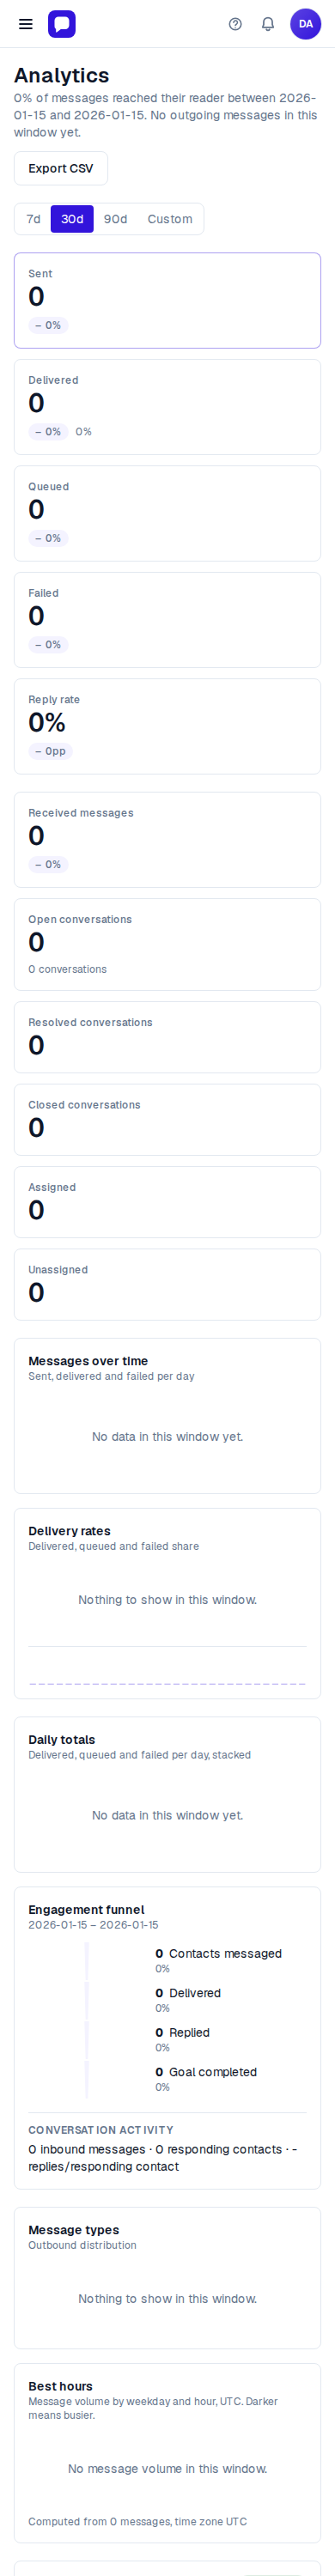 DA
Analytics
0% of messages reached their reader between 2026-
01-15 and 2026-01-15. No outgoing messages in this
window yet.
Export CSV
7d 30d 90d Custom
Sent
0
– 0%
Delivered
0
– 0% 0%
Queued
0
– 0%
Failed
0
– 0%
Reply rate
0%
– 0pp
Received messages
0
– 0%
Open conversations
0
0 conversations
Resolved conversations
0
Closed conversations
0
Assigned
0
Unassigned
0
Messages over time
Sent, delivered and failed per day
No data in this window yet.
Delivery rates
Delivered, queued and failed share
Nothing to show in this window.
Daily totals
Delivered, queued and failed per day, stacked
No data in this window yet.
Engagement funnel
2026-01-15 – 2026-01-15
0 Contacts messaged
0%
0 Delivered
0%
0 Replied
0%
0 Goal completed
0%
CONVERSATION ACTIVITY
0 inbound messages · 0 responding contacts · -
replies/responding contact
Message types
Outbound distribution
Nothing to show in this window.
Best hours
Message volume by weekday and hour, UTC. Darker
means busier.
No message volume in this window.
Computed from 0 messages, time zone UTC